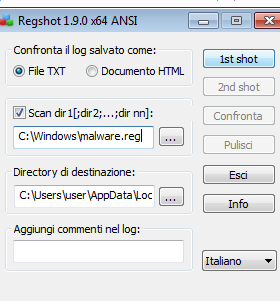 Regshot 1.9.0 x64 ANSI
Confronta il log salvato come:
File TXT
Documento HTML
Scan dir1[;dir2;...;dir nn]:
C:\Windows\malware.reg
...
Directory di destinazione:
C:\Users\user\AppData\Loc
...
Aggiungi commenti nel log:
1st shot
2nd shot
Confronta
Pulisci
Esci
Info
Italiano